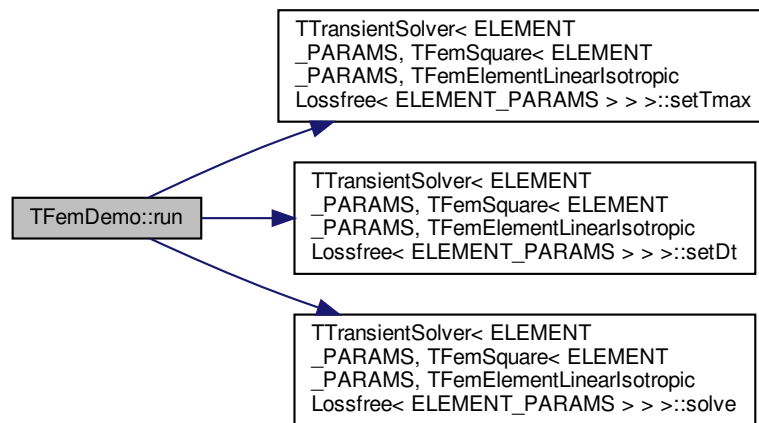 TTransientSolver< ELEMENT
_PARAMS, TFemSquare< ELEMENT
_PARAMS, TFemElementLinearIsotropic
Lossfree< ELEMENT_PARAMS > > >::setTmax
TFemDemo::run
TTransientSolver< ELEMENT
_PARAMS, TFemSquare< ELEMENT
_PARAMS, TFemElementLinearIsotropic
Lossfree< ELEMENT_PARAMS > > >::setDt
TTransientSolver< ELEMENT
_PARAMS, TFemSquare< ELEMENT
_PARAMS, TFemElementLinearIsotropic
Lossfree< ELEMENT_PARAMS > > >::solve